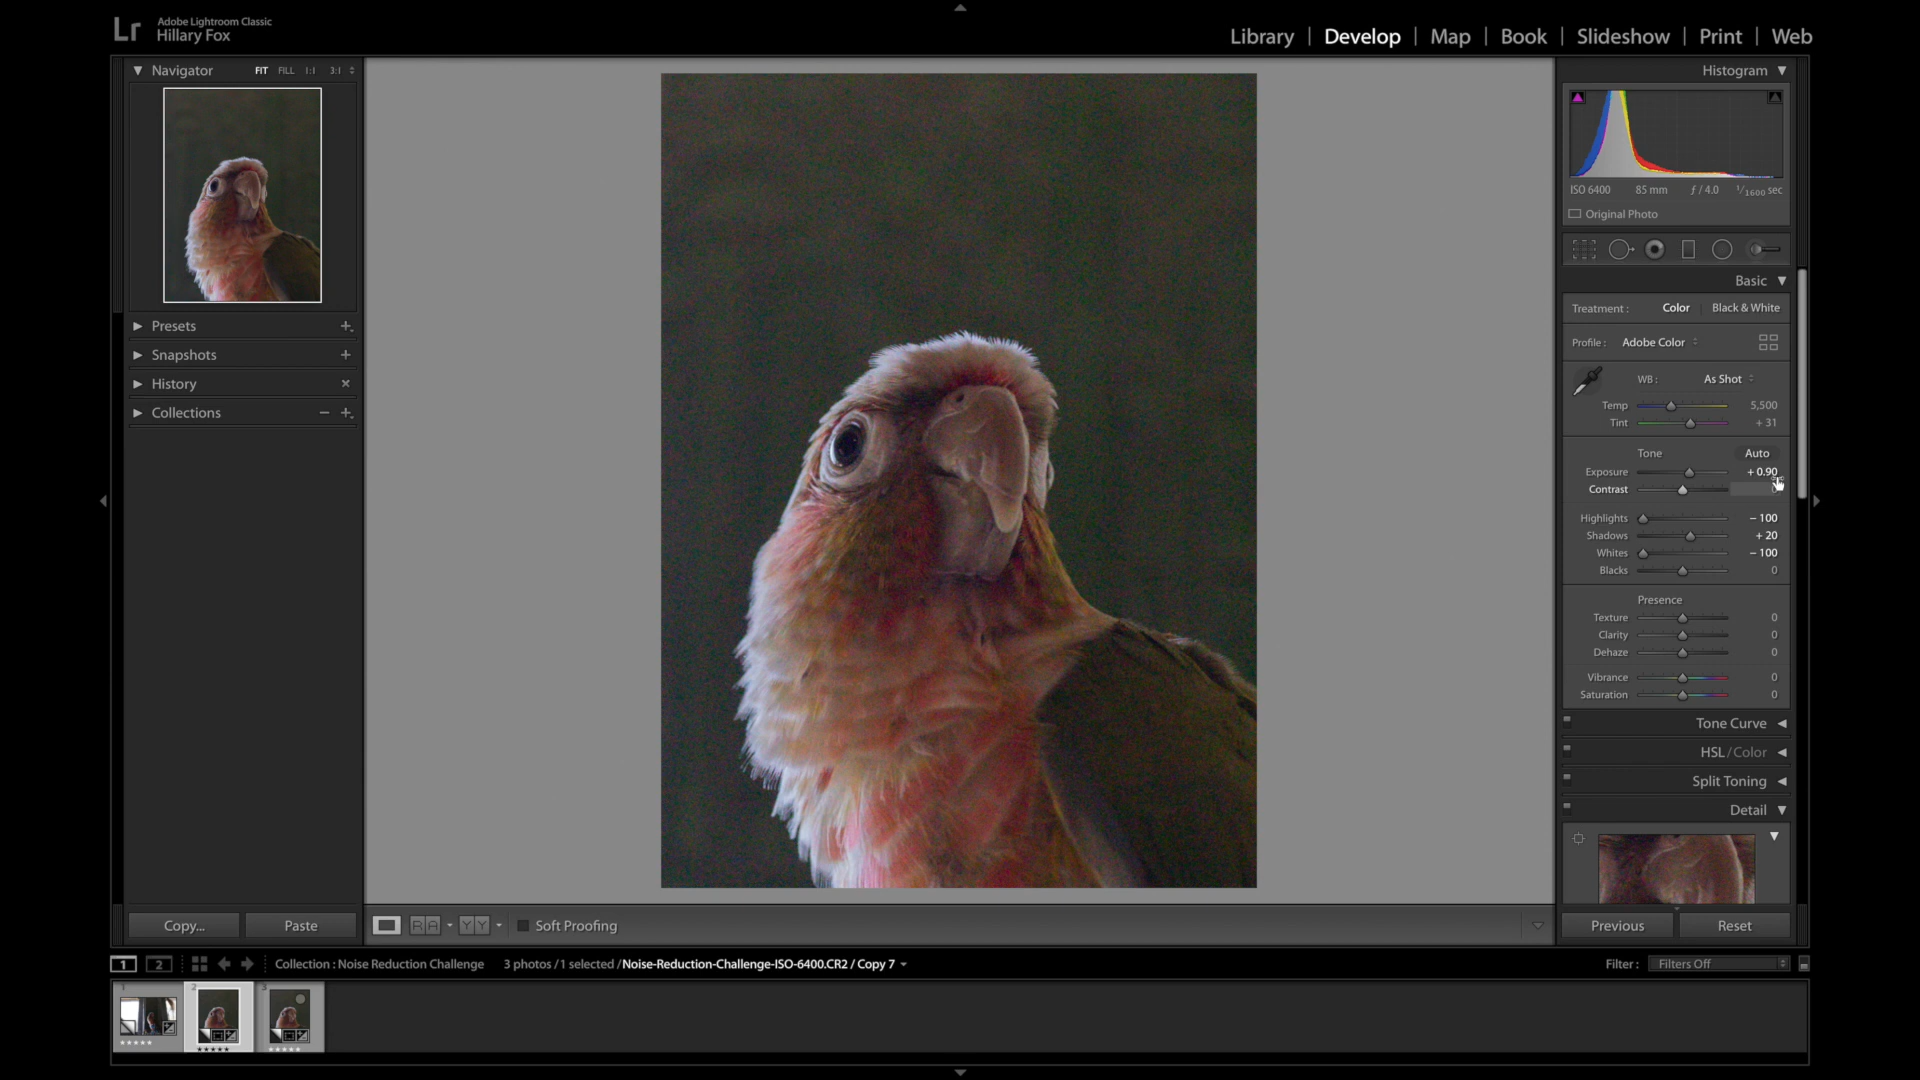 Lr
Adobe Lightroom Classic
Hillary Fox
Library | Develop | Map | Book | Slideshow | Print | Web
Navigator FIT FILL 1:1 3:1
Presets
Snapshots
History
Collections
Copy... Paste
R A Y Y Soft Proofing
Histogram
ISO 6400 85 mm ƒ / 4.0 1/1600 sec
Original Photo
Basic
Treatment : Color | Black & White
Profile : Adobe Color
WB : As Shot
Temp 5,500
Tint + 31
Tone Auto
Exposure + 0.90
Contrast
Highlights − 100
Shadows + 20
Whites − 100
Blacks 0
Presence
Texture 0
Clarity 0
Dehaze 0
Vibrance 0
Saturation 0
Tone Curve
HSL / Color
Split Toning
Detail
Previous Reset
1 2 Collection : Noise Reduction Challenge 3 photos / 1 selected / Noise-Reduction-Challenge-ISO-6400.CR2 / Copy 7 Filter : Filters Off
1 2 3